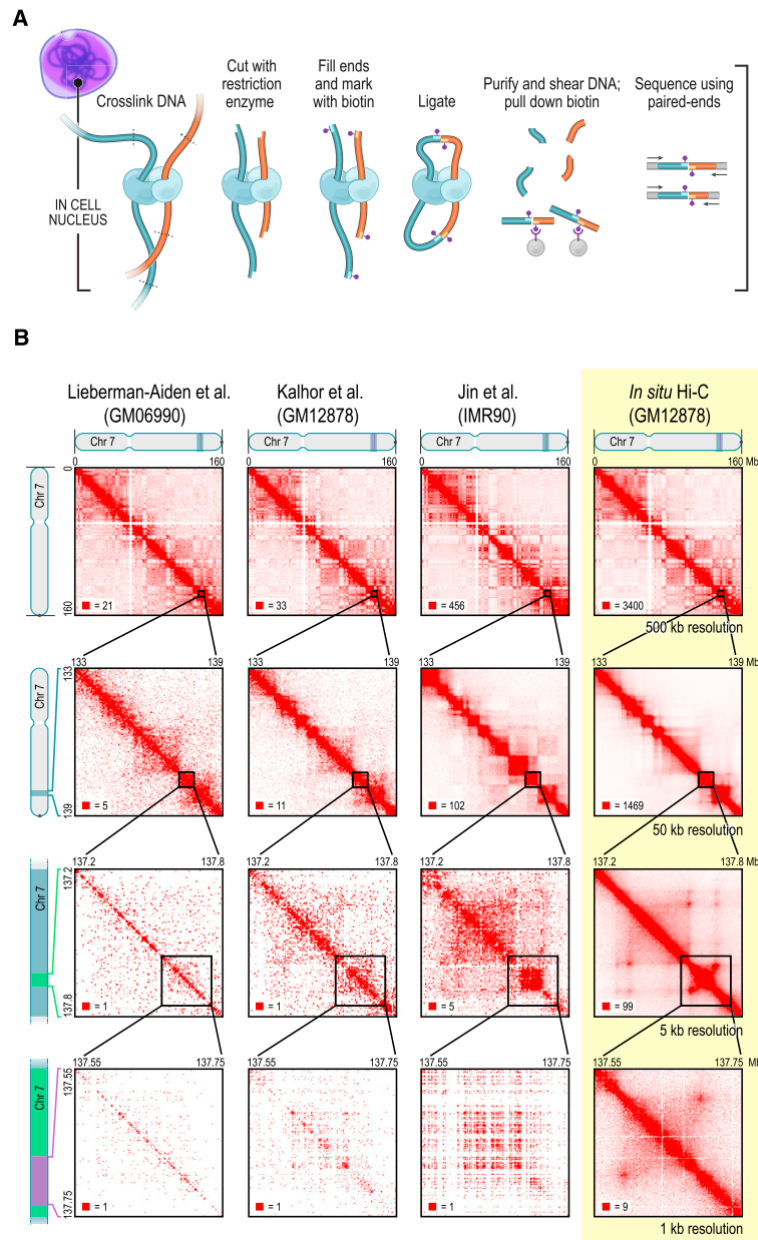 A
Crosslink DNA
Cut with
restriction
enzyme
Fill ends
and mark
with biotin
Ligate
Purify and shear DNA;
pull down biotin
Sequence using
paired-ends
IN CELL
NUCLEUS
B
Lieberman-Aiden et al.
(GM06990)
Kalhor et al.
(GM12878)
Jin et al.
(IMR90)
In situ Hi-C
(GM12878)
Chr 7 Chr 7 Chr 7 Chr 7
0 160 0 160 0 160 0 160 Mb
Chr 7
0
160
= 21 = 33 = 456 = 3400
500 kb resolution
133 139 133 139 133 139 133 139 Mb
Chr 7
133
139
= 5 = 11 = 102 = 1469
50 kb resolution
137.2 137.8 137.2 137.8 137.2 137.8 137.2 137.8 Mb
Chr 7
137.2
137.8
= 1 = 1 = 5 = 99
5 kb resolution
137.55 137.75 137.55 137.75 137.55 137.75 137.55 137.75 Mb
Chr 7
137.55
137.75
= 1 = 1 = 1 = 9
1 kb resolution